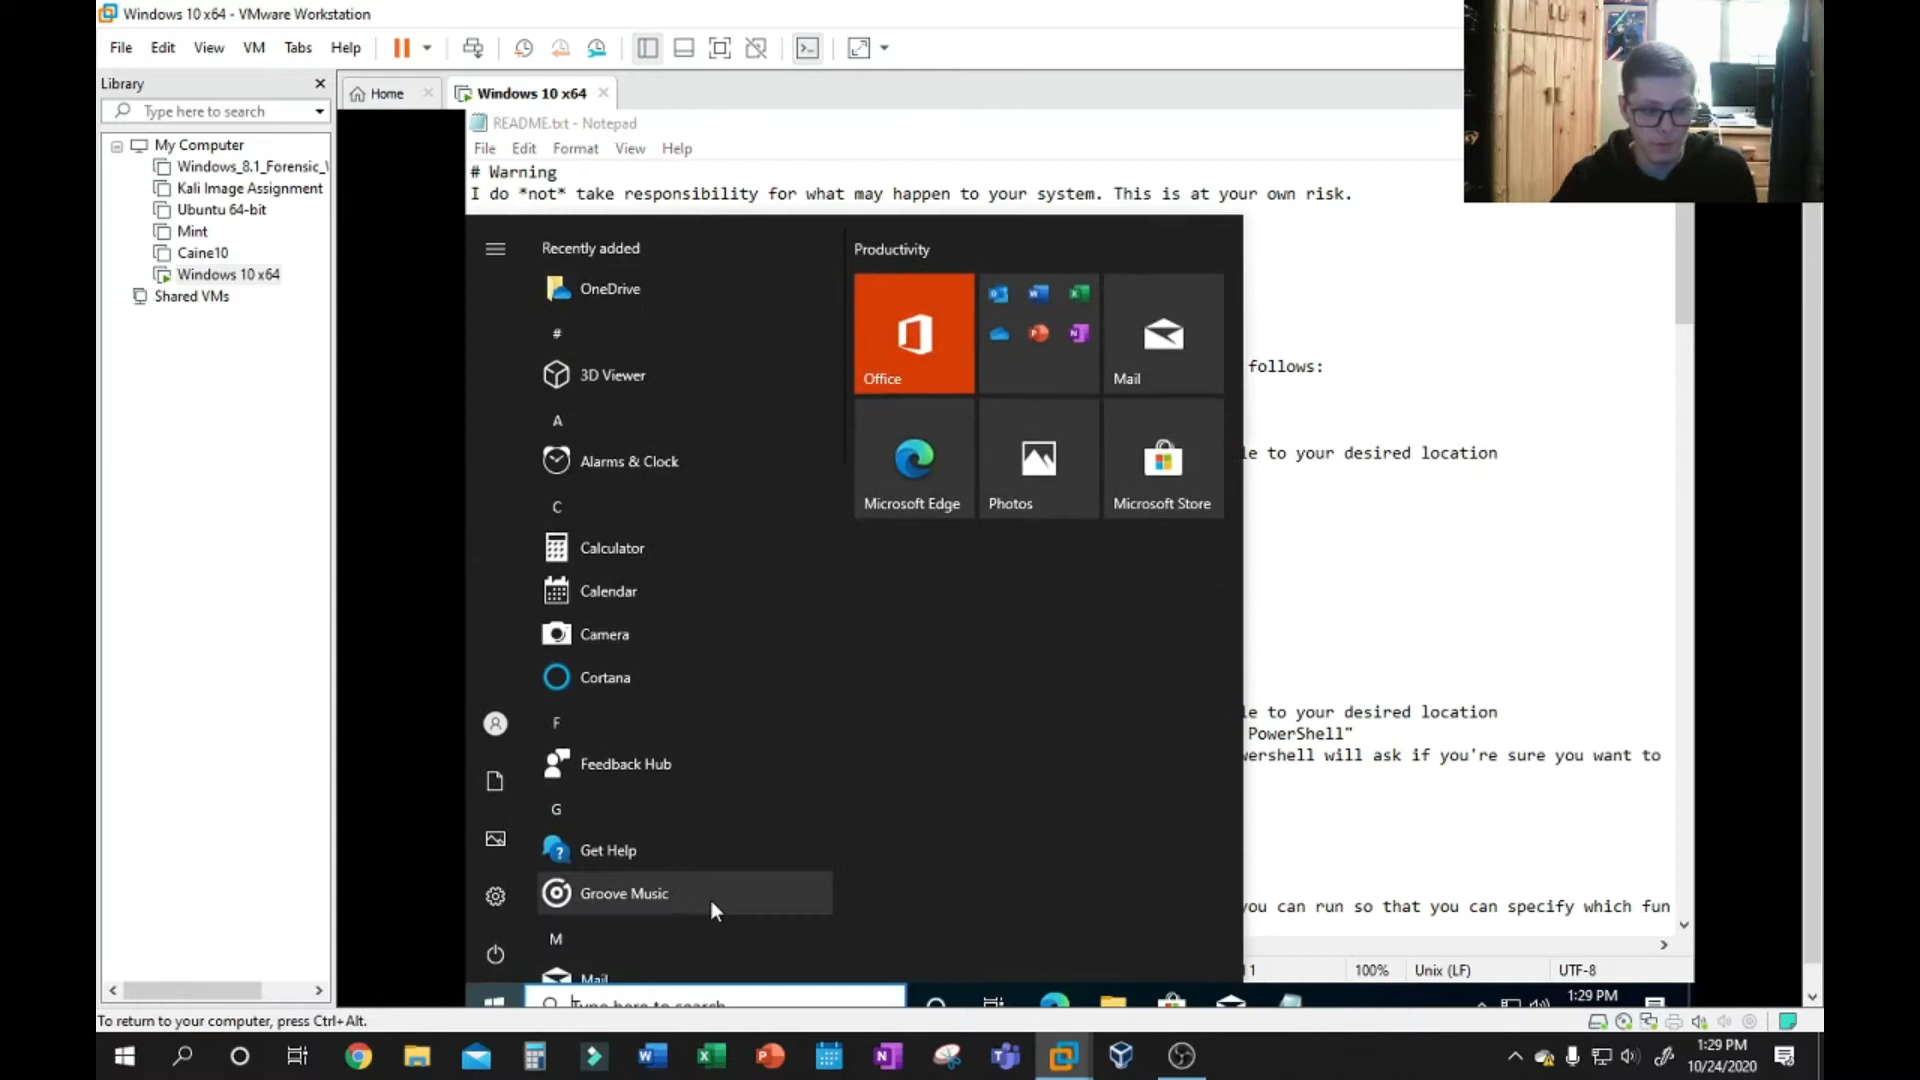 Windows 10 x64 - VMware Workstation
File Edit View VM Tabs Help
Library
Type here to search
My Computer
Kali Image Assignment
Ubuntu 64-bit
Mint
Caine10
Windows 10 x64
Shared VMs
Home
Windows 10 x64
README.txt - Notepad
File Edit Format View Help
# Warning
I do *not* take responsibility for what may happen to your system. This is at your own risk.
follows:
to your desired location
to your desired location
PowerShell"
will ask if you're sure you want to
you can run so that you can specify which fun
Recently added
OneDrive
#
3D Viewer
A
Alarms & Clock
C
Calculator
Calendar
Camera
Cortana
F
Feedback Hub
G
Get Help
Groove Music
M
Mail
Productivity
Office
Mail
Microsoft Edge
Photos
Microsoft Store
100% Unix (LF) UTF-8
Type here to search
1:29 PM
To return to your computer, press Ctrl+Alt.
1:29 PM
10/24/2020